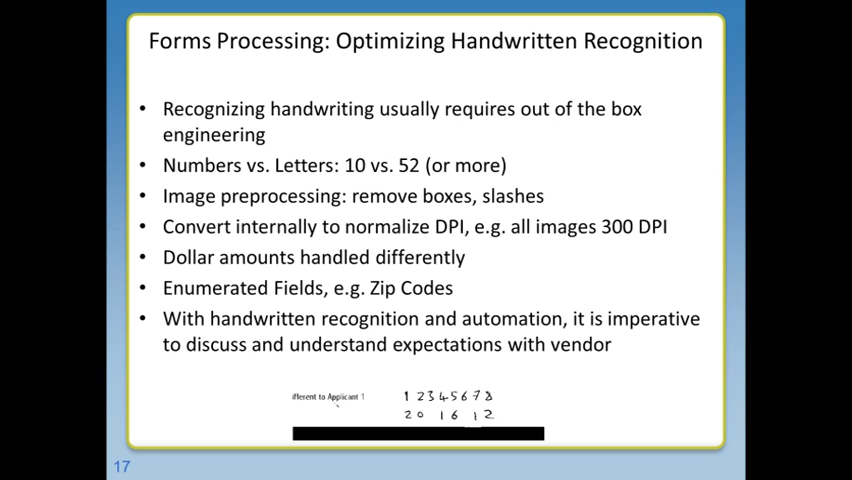 Forms Processing: Optimizing Handwritten Recognition
• Recognizing handwriting usually requires out of the box
engineering
• Numbers vs. Letters: 10 vs. 52 (or more)
• Image preprocessing: remove boxes, slashes
• Convert internally to normalize DPI, e.g. all images 300 DPI
• Dollar amounts handled differently
• Enumerated Fields, e.g. Zip Codes
• With handwritten recognition and automation, it is imperative
to discuss and understand expectations with vendor
ifferent to Applicant 1 1 2 3 4 5 6 7 8
2 0 1 6 1 2
17